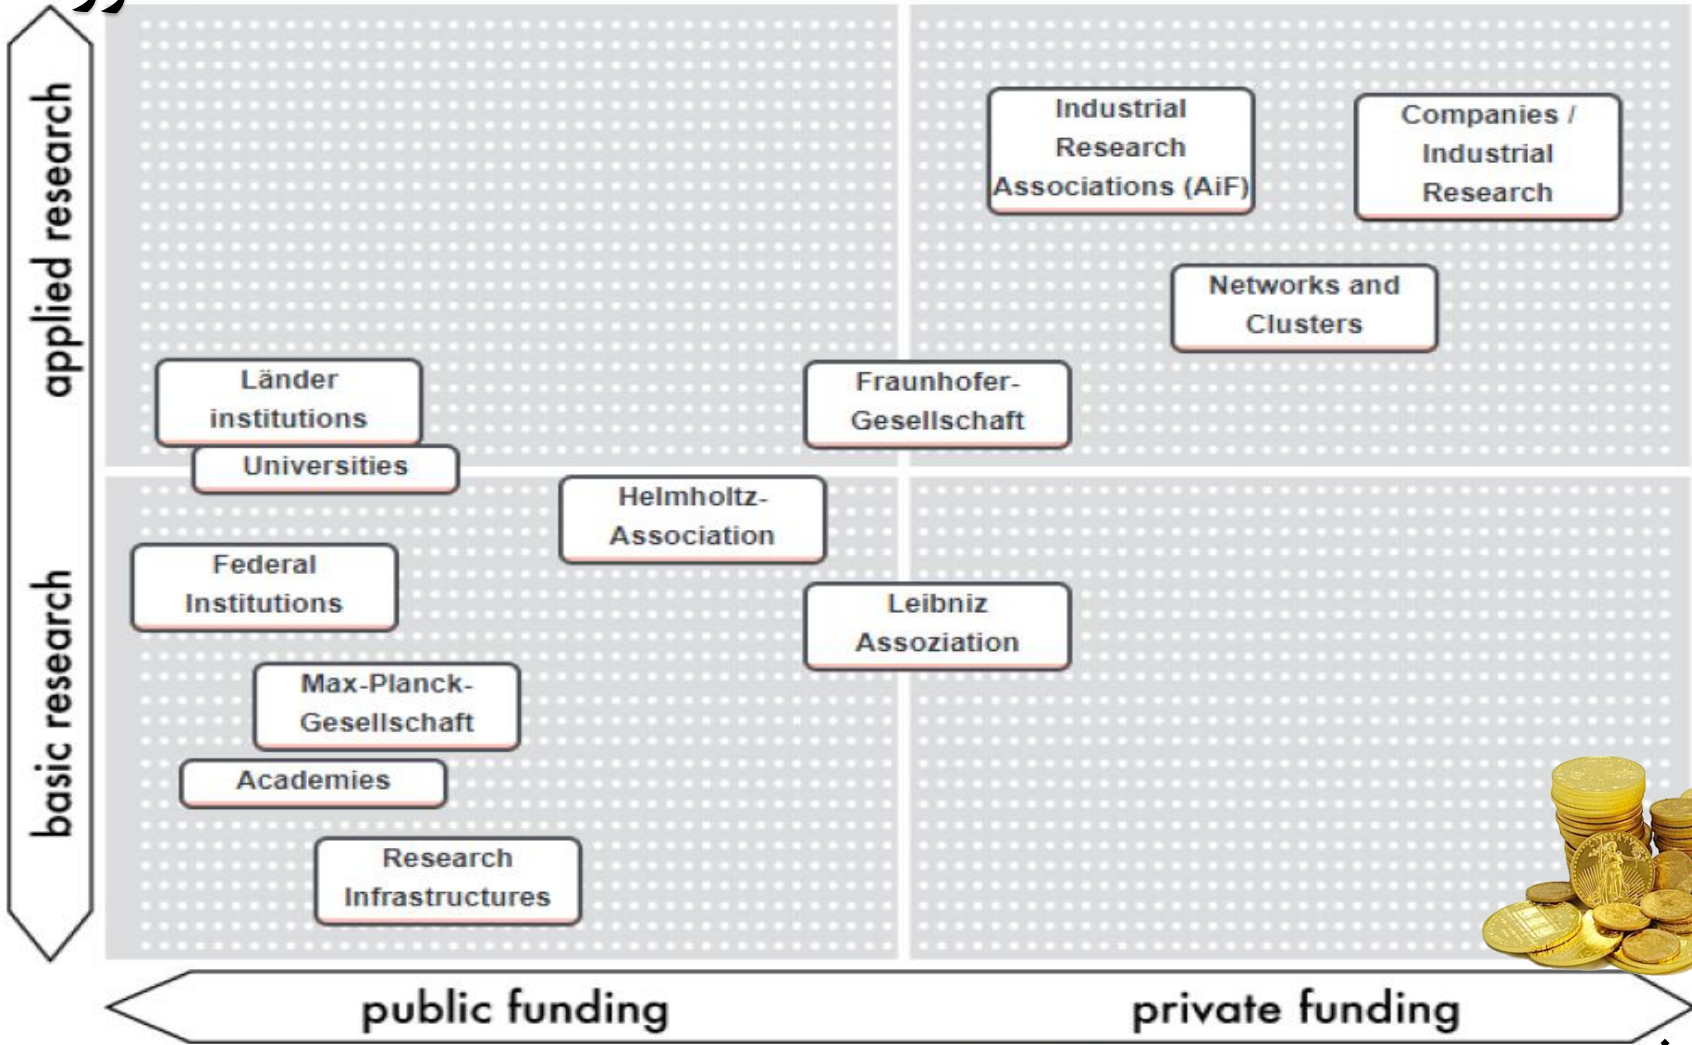 applied research
basic research
Industrial
Research
Associations (AiF)
Companies /
Industrial
Research
Networks and
Clusters
Länder
institutions
Universities
Fraunhofer-
Gesellschaft
Helmholtz-
Association
Federal
Institutions
Leibniz
Assoziation
Max-Planck-
Gesellschaft
Academies
Research
Infrastructures
public funding
private funding